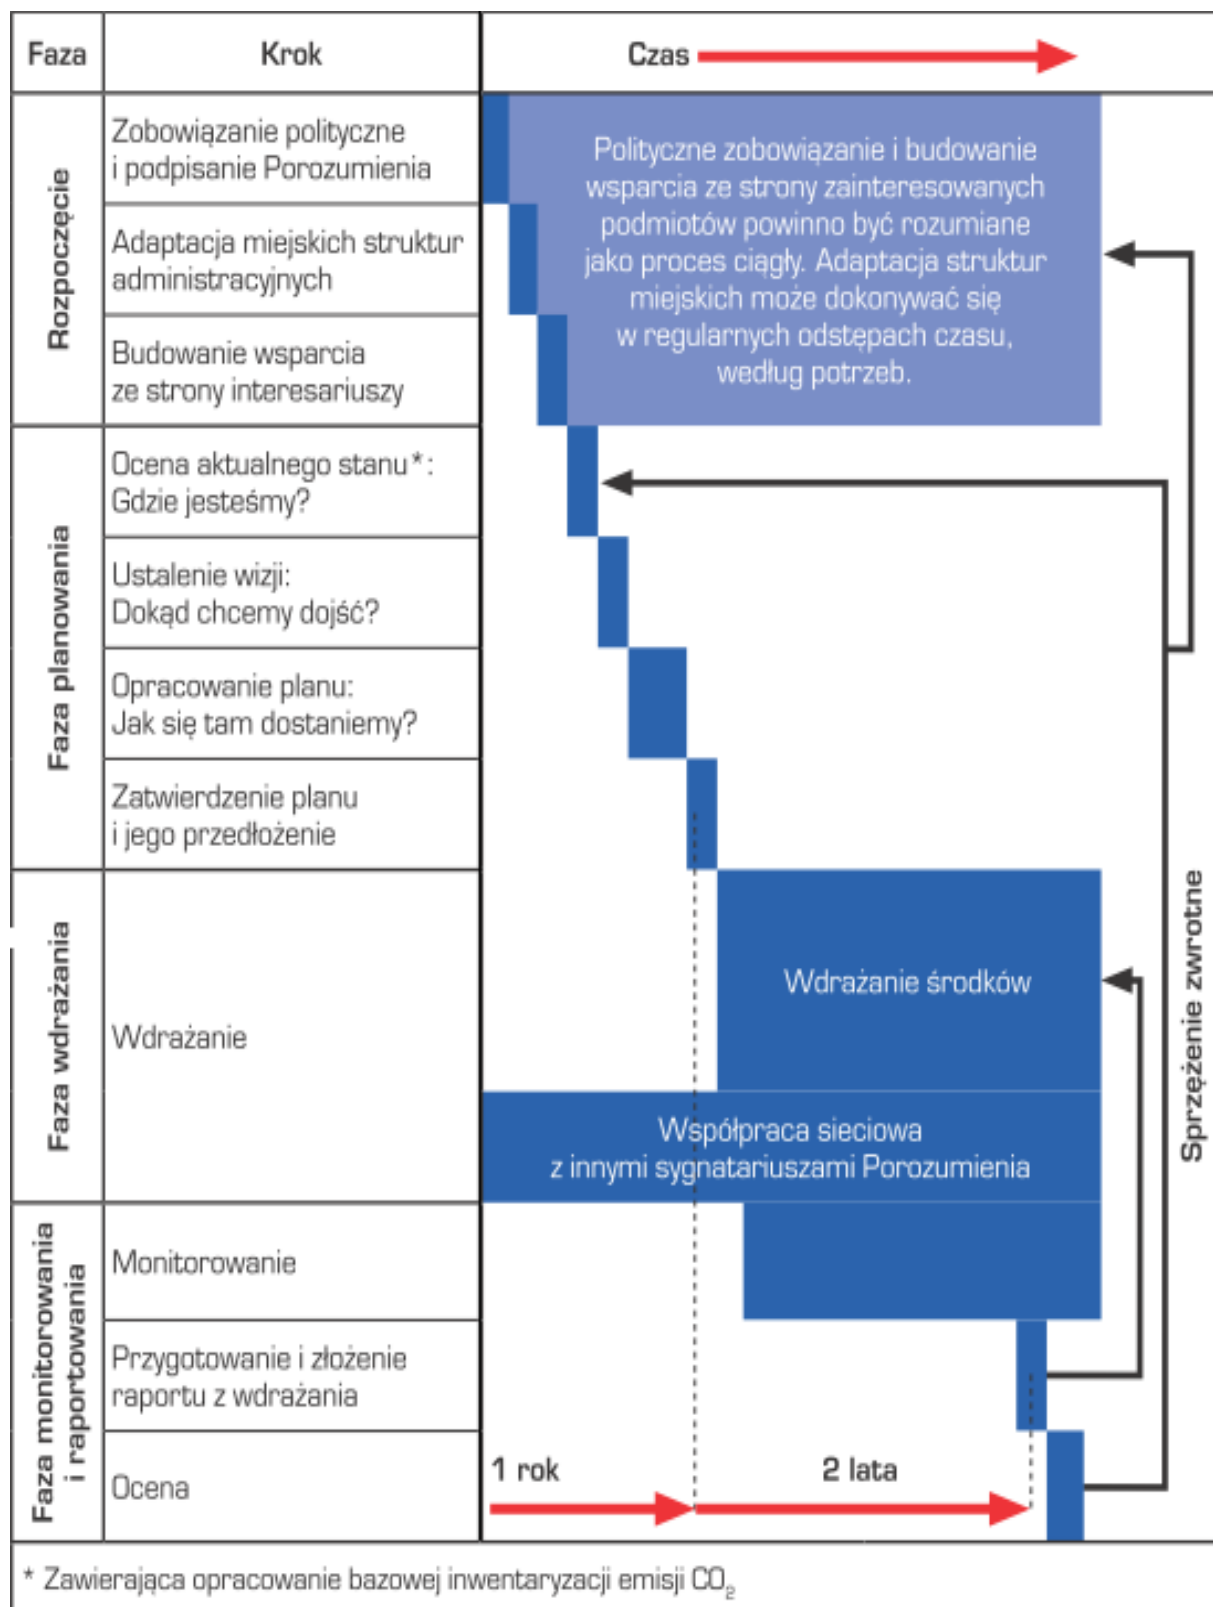 Faza
Krok
Czas
Rozpoczęcie
Zobowiązanie polityczne
i podpisanie Porozumienia
Adaptacja miejskich struktur
administracyjnych
Budowanie wsparcia
ze strony interesariuszy
Polityczne zobowiązanie i budowanie
wsparcia ze strony zainteresowanych
podmiotów powinno być rozumiane
jako proces ciągły. Adaptacja struktur
miejskich może dokonywać się
w regularnych odstępach czasu,
według potrzeb.
Faza planowania
Ocena aktualnego stanu*:
Gdzie jesteśmy?
Ustalenie wizji:
Dokąd chcemy dojść?
Opracowanie planu:
Jak się tam dostaniemy?
Zatwierdzenie planu
i jego przedłożenie
Faza wdrażania
Wdrażanie
Wdrażanie środków
Współpraca sieciowa
z innymi sygnatariuszami Porozumienia
Sprzężenie zwrotne
Faza monitorowania
i raportowania
Monitorowanie
Przygotowanie i złożenie
raportu z wdrażania
Ocena
1 rok
2 lata
* Zawierająca opracowanie bazowej inwentaryzacji emisji CO₂